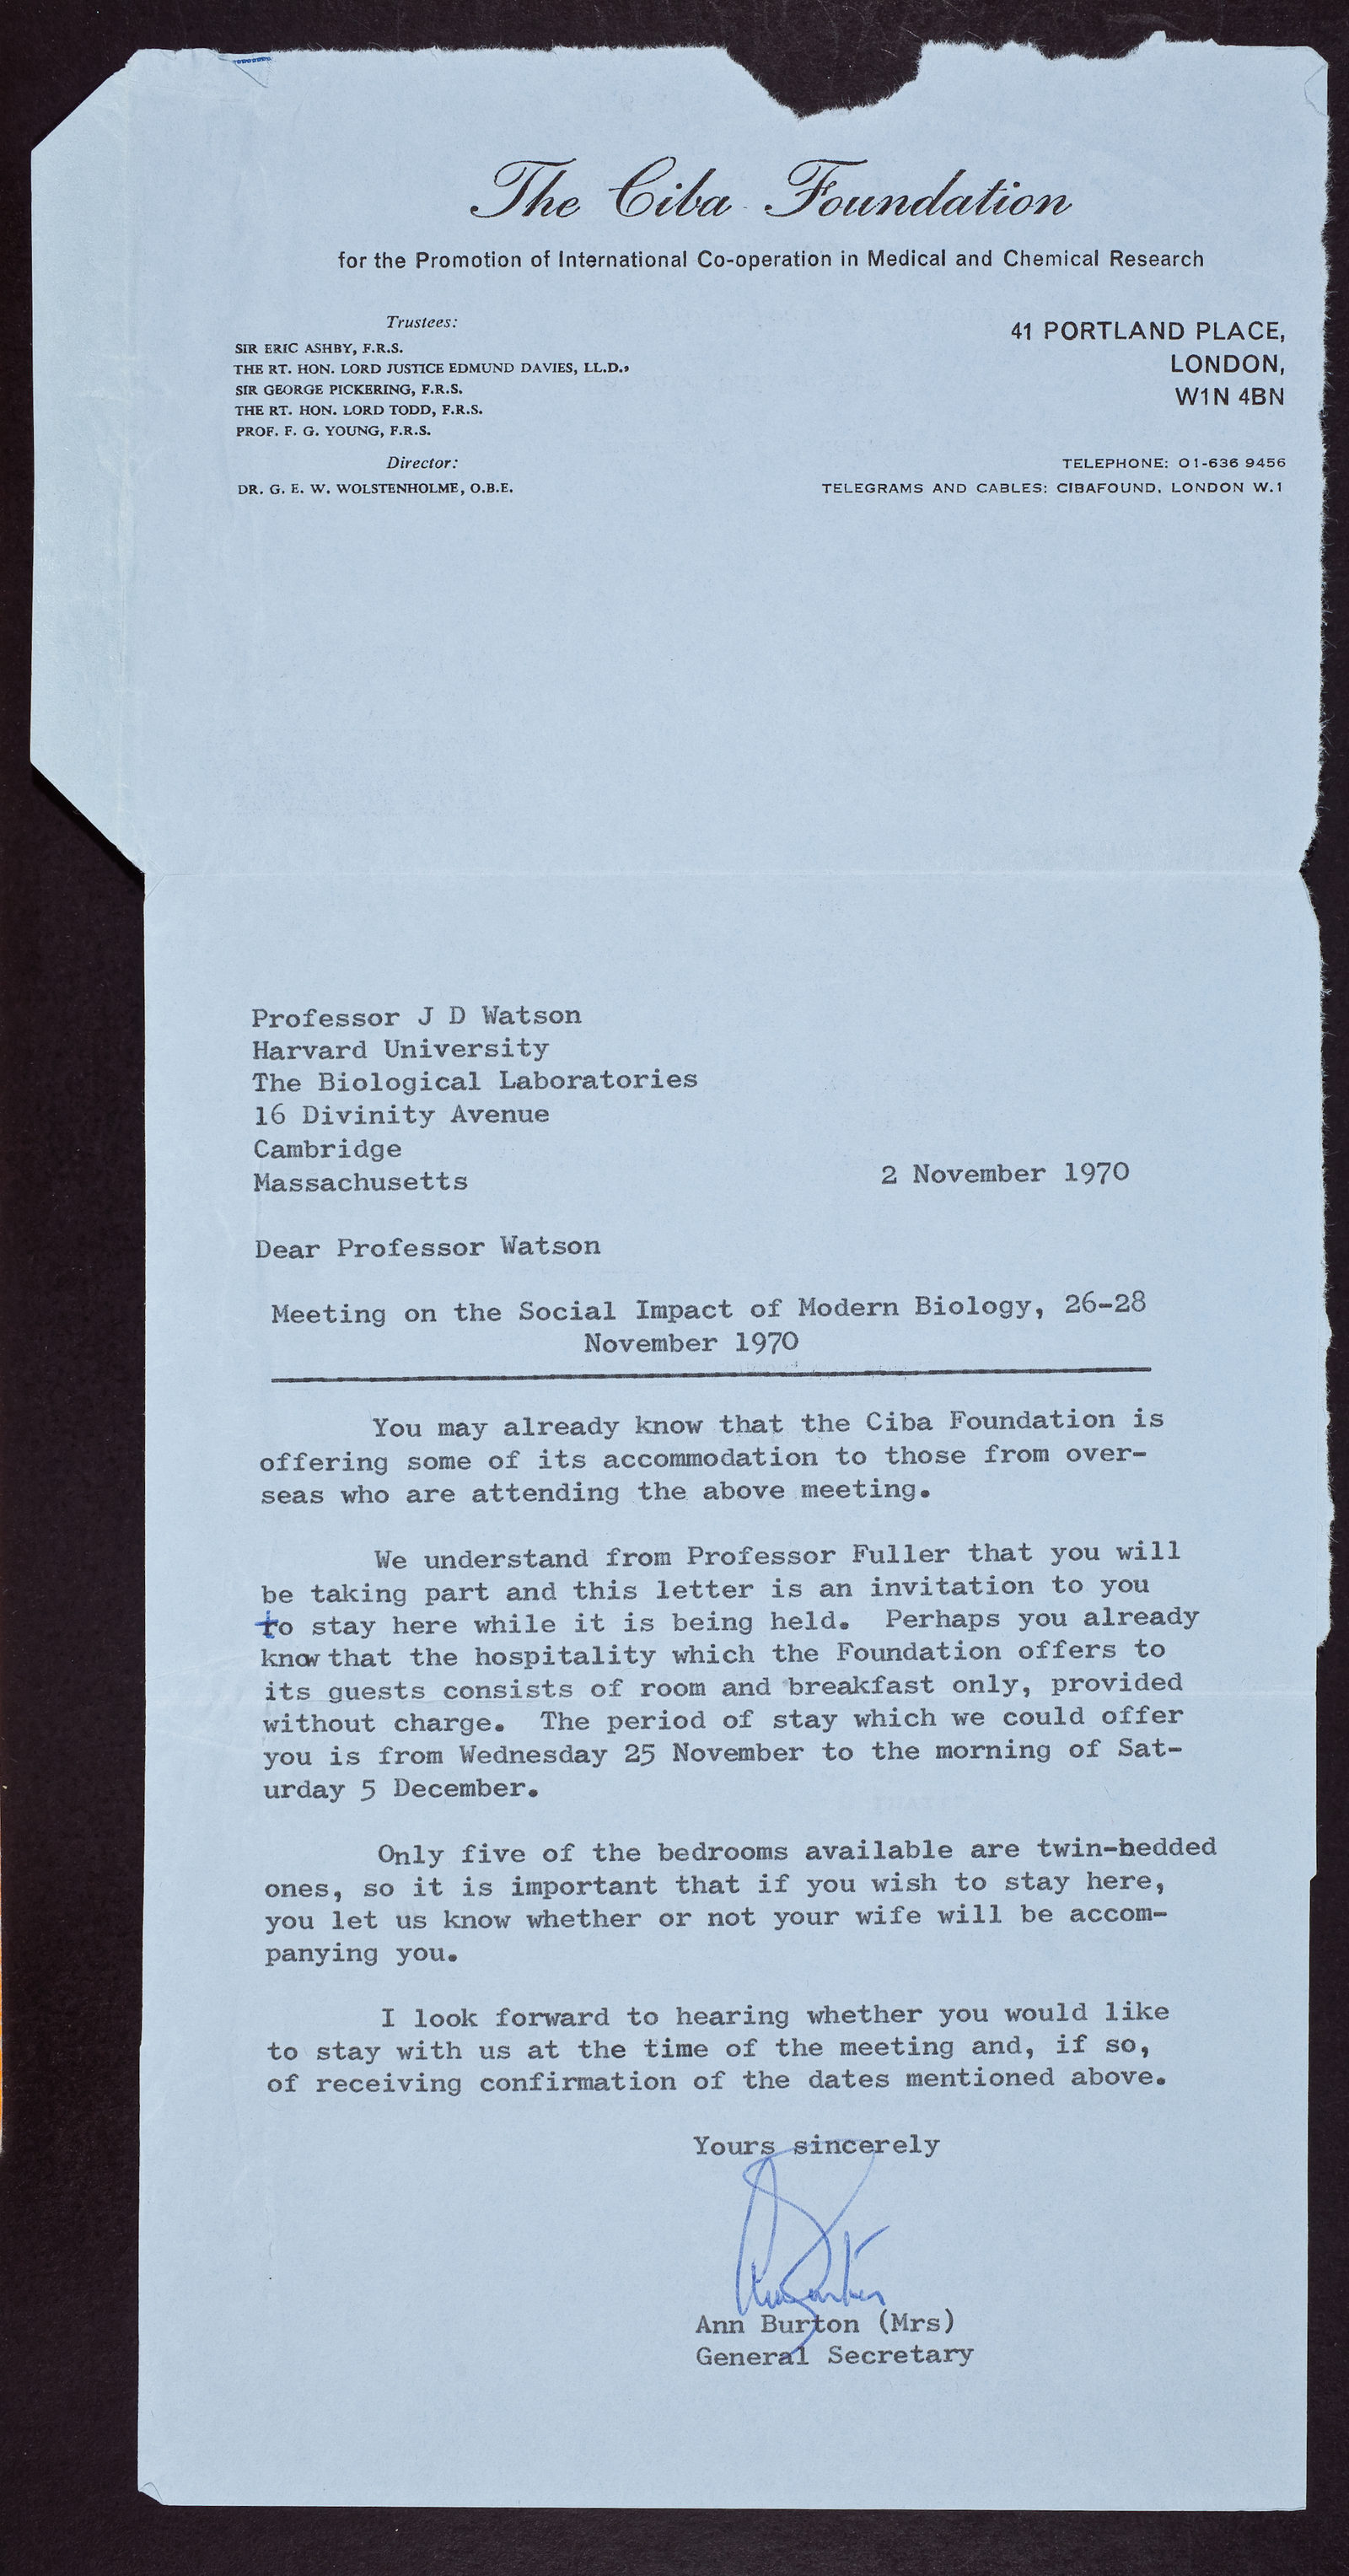 The Ciba Foundation
for the Promotion of International Co-operation in Medical and Chemical Research
Trustees:
SIR ERIC ASHBY, F.R.S.
THE RT. HON. LORD JUSTICE EDMUND DAVIES, LL.D.,
SIR GEORGE PICKERING, F.R.S.
THE RT. HON. LORD TODD, F.R.S.
PROF. F. G. YOUNG, F.R.S.
Director:
DR. G. E. W. WOLSTENHOLME, O.B.E.
41 PORTLAND PLACE,
LONDON,
W1N 4BN
TELEPHONE: 01-636 9456
TELEGRAMS AND CABLES: CIBAFOUND, LONDON W.1
Professor J D Watson
Harvard University
The Biological Laboratories
16 Divinity Avenue
Cambridge
Massachusetts
2 November 1970
Dear Professor Watson
Meeting on the Social Impact of Modern Biology, 26-28
November 1970
You may already know that the Ciba Foundation is
offering some of its accommodation to those from over-
seas who are attending the above meeting.
We understand from Professor Fuller that you will
be taking part and this letter is an invitation to you
to stay here while it is being held. Perhaps you already
know that the hospitality which the Foundation offers to
its guests consists of room and breakfast only, provided
without charge. The period of stay which we could offer
you is from Wednesday 25 November to the morning of Sat-
urday 5 December.
Only five of the bedrooms available are twin-bedded
ones, so it is important that if you wish to stay here,
you let us know whether or not your wife will be accom-
panying you.
I look forward to hearing whether you would like
to stay with us at the time of the meeting and, if so,
of receiving confirmation of the dates mentioned above.
Yours sincerely
Ann Burton
Ann Burton (Mrs)
General Secretary